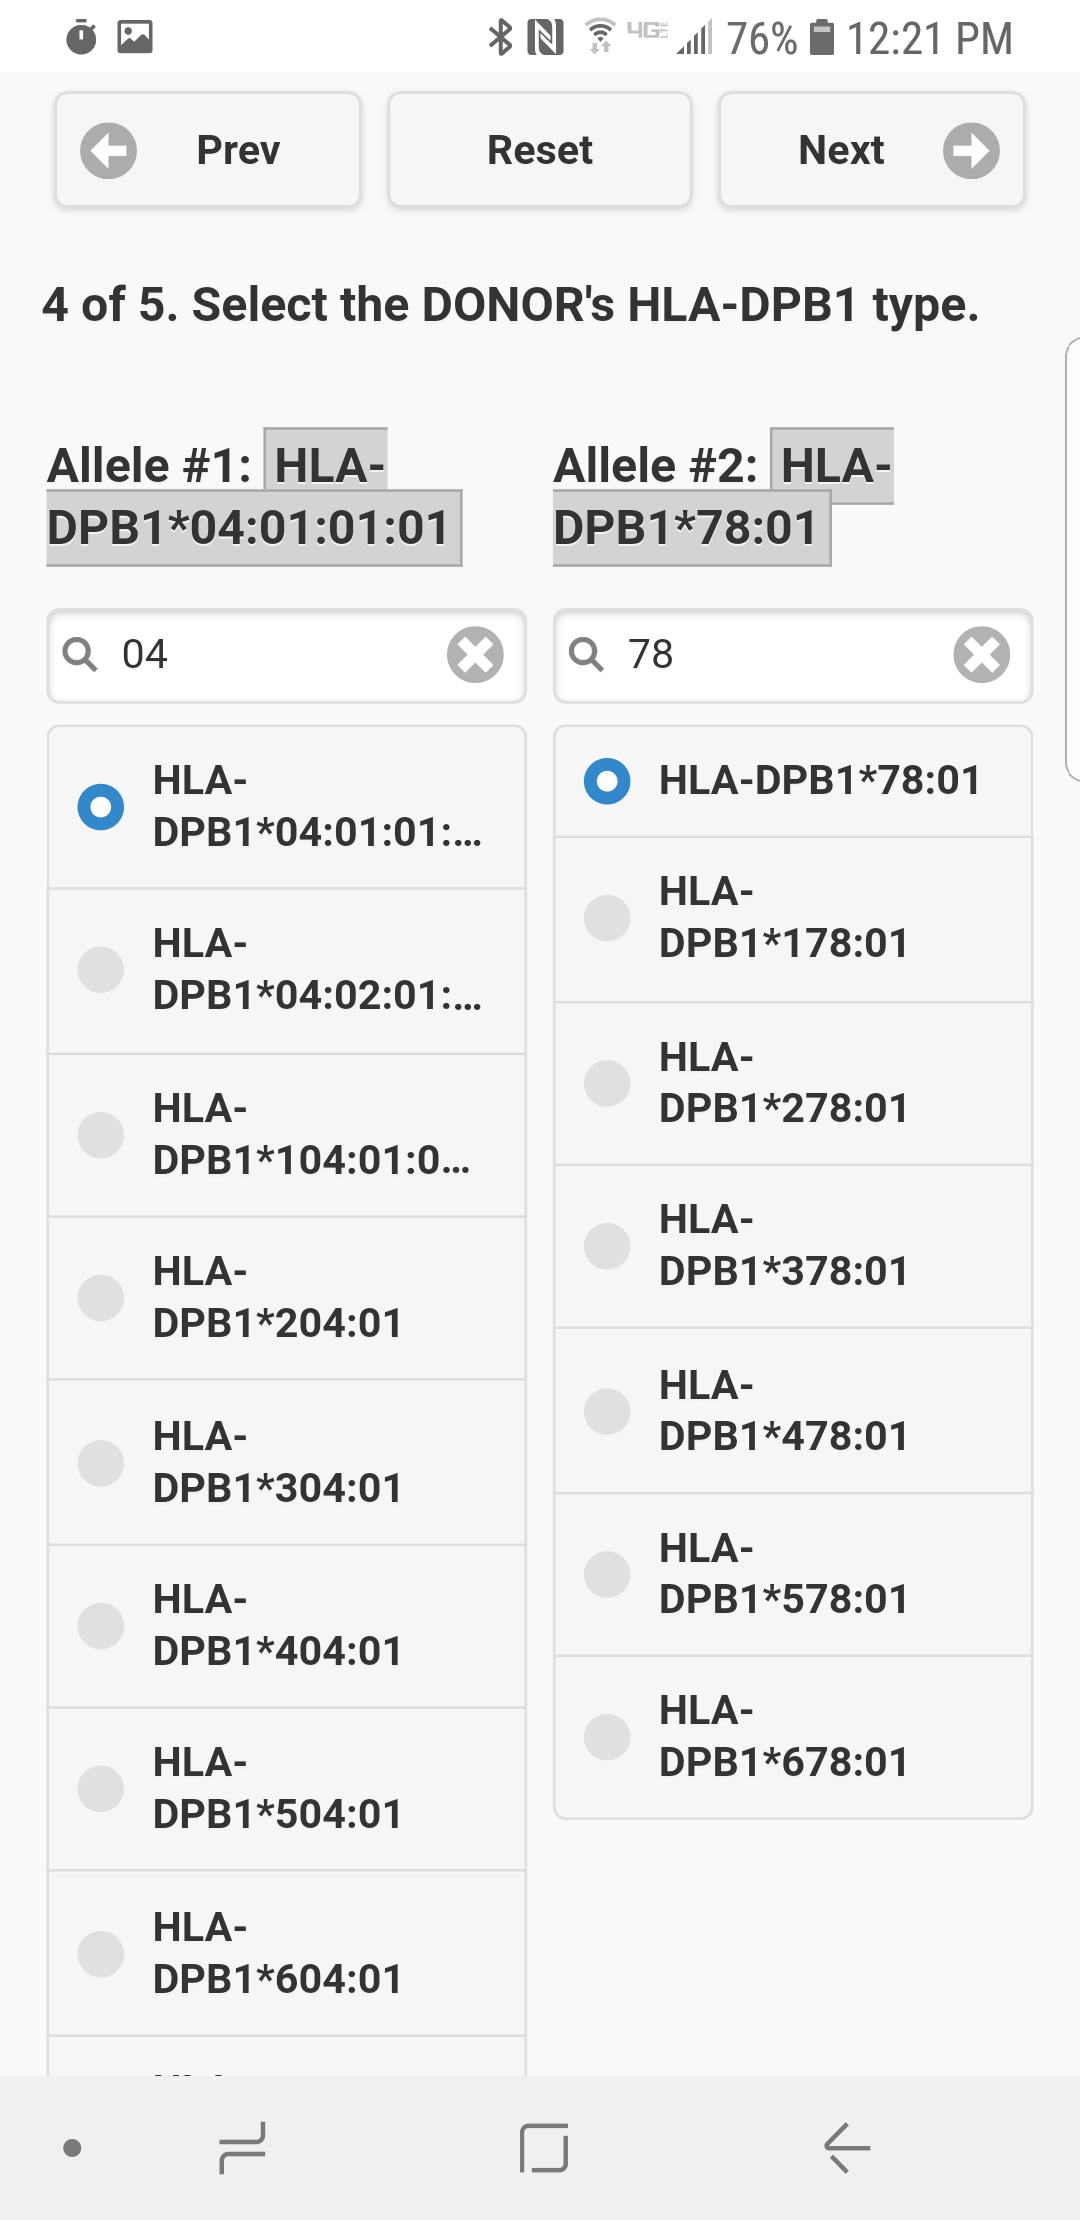 4G LTE 76% 12:21 PM
Prev
Reset
Next
4 of 5. Select the DONOR's HLA-DPB1 type.
Allele #1: HLA-
DPB1*04:01:01:01
Allele #2: HLA-
DPB1*78:01
04
78
HLA-
DPB1*04:01:01:...
HLA-
DPB1*04:02:01:...
HLA-
DPB1*104:01:0...
HLA-
DPB1*204:01
HLA-
DPB1*304:01
HLA-
DPB1*404:01
HLA-
DPB1*504:01
HLA-
DPB1*604:01
HLA-DPB1*78:01
HLA-
DPB1*178:01
HLA-
DPB1*278:01
HLA-
DPB1*378:01
HLA-
DPB1*478:01
HLA-
DPB1*578:01
HLA-
DPB1*678:01